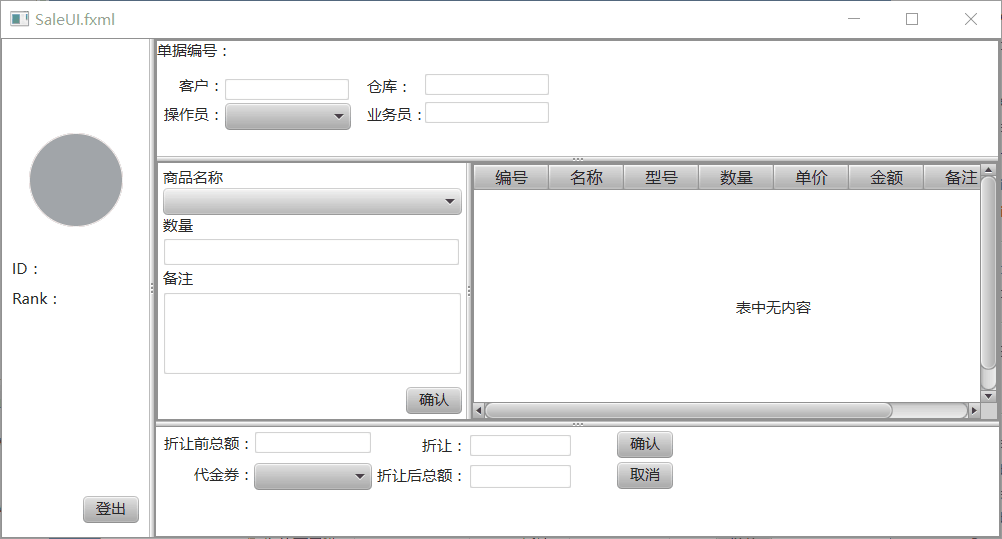 SaleUI.fxml
ID：
Rank：
登出
单据编号：
客户： 仓库：
操作员： 业务员：
商品名称
数量
备注
确认
编号 名称 型号 数量 单价 金额 备注
表中无内容
折让前总额： 折让： 确认
代金券： 折让后总额： 取消